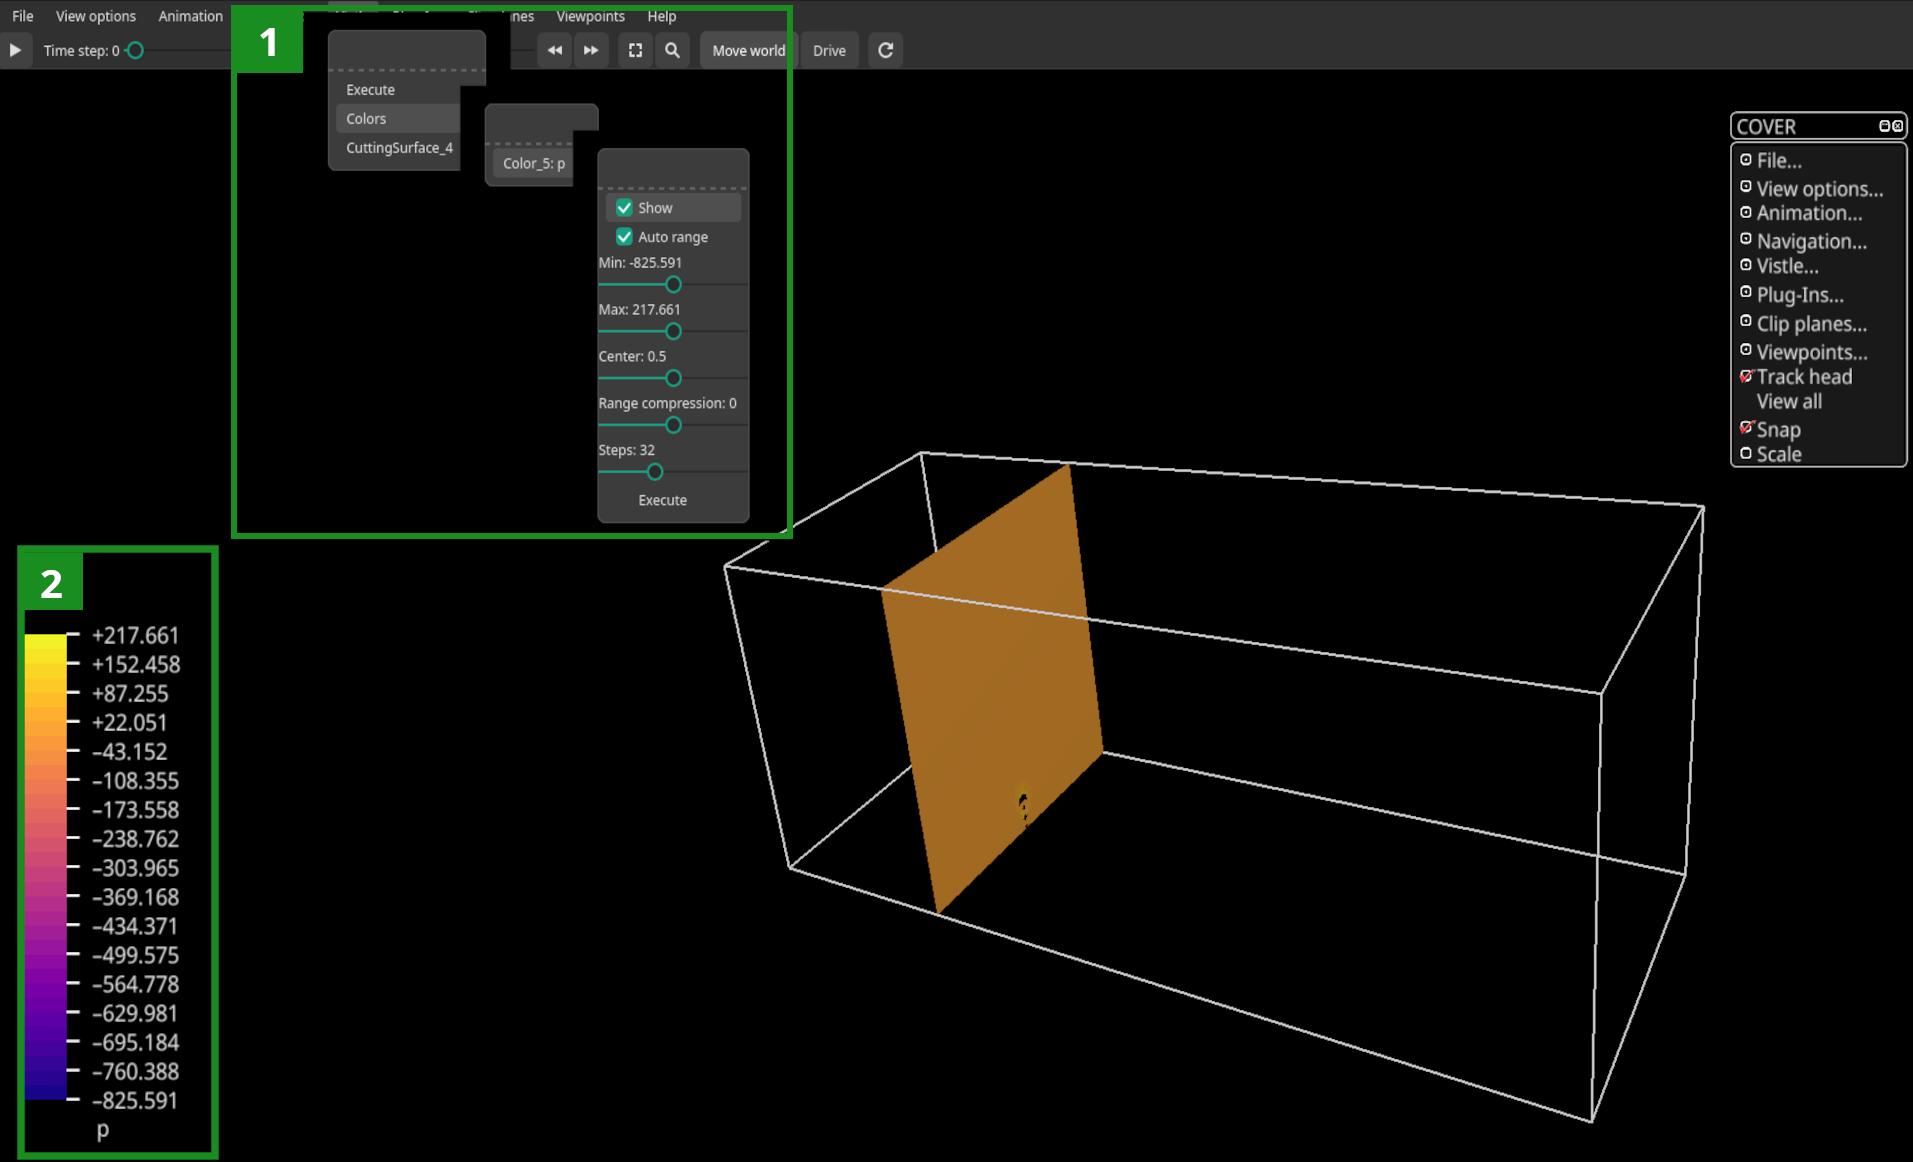 File View options Animation Viewpoints Help
Time step: 0 Move world Drive
1
Execute
Colors
CuttingSurface_4
Color_5: p
Show
Auto range
Min: -825.591
Max: 217.661
Center: 0.5
Range compression: 0
Steps: 32
Execute
COVER
File...
View options...
Animation...
Navigation...
Vistle...
Plug-Ins...
Clip planes...
Viewpoints...
Track head
View all
Snap
Scale
2
+217.661
+152.458
+87.255
+22.051
−43.152
−108.355
−173.558
−238.762
−303.965
−369.168
−434.371
−499.575
−564.778
−629.981
−695.184
−760.388
−825.591
p